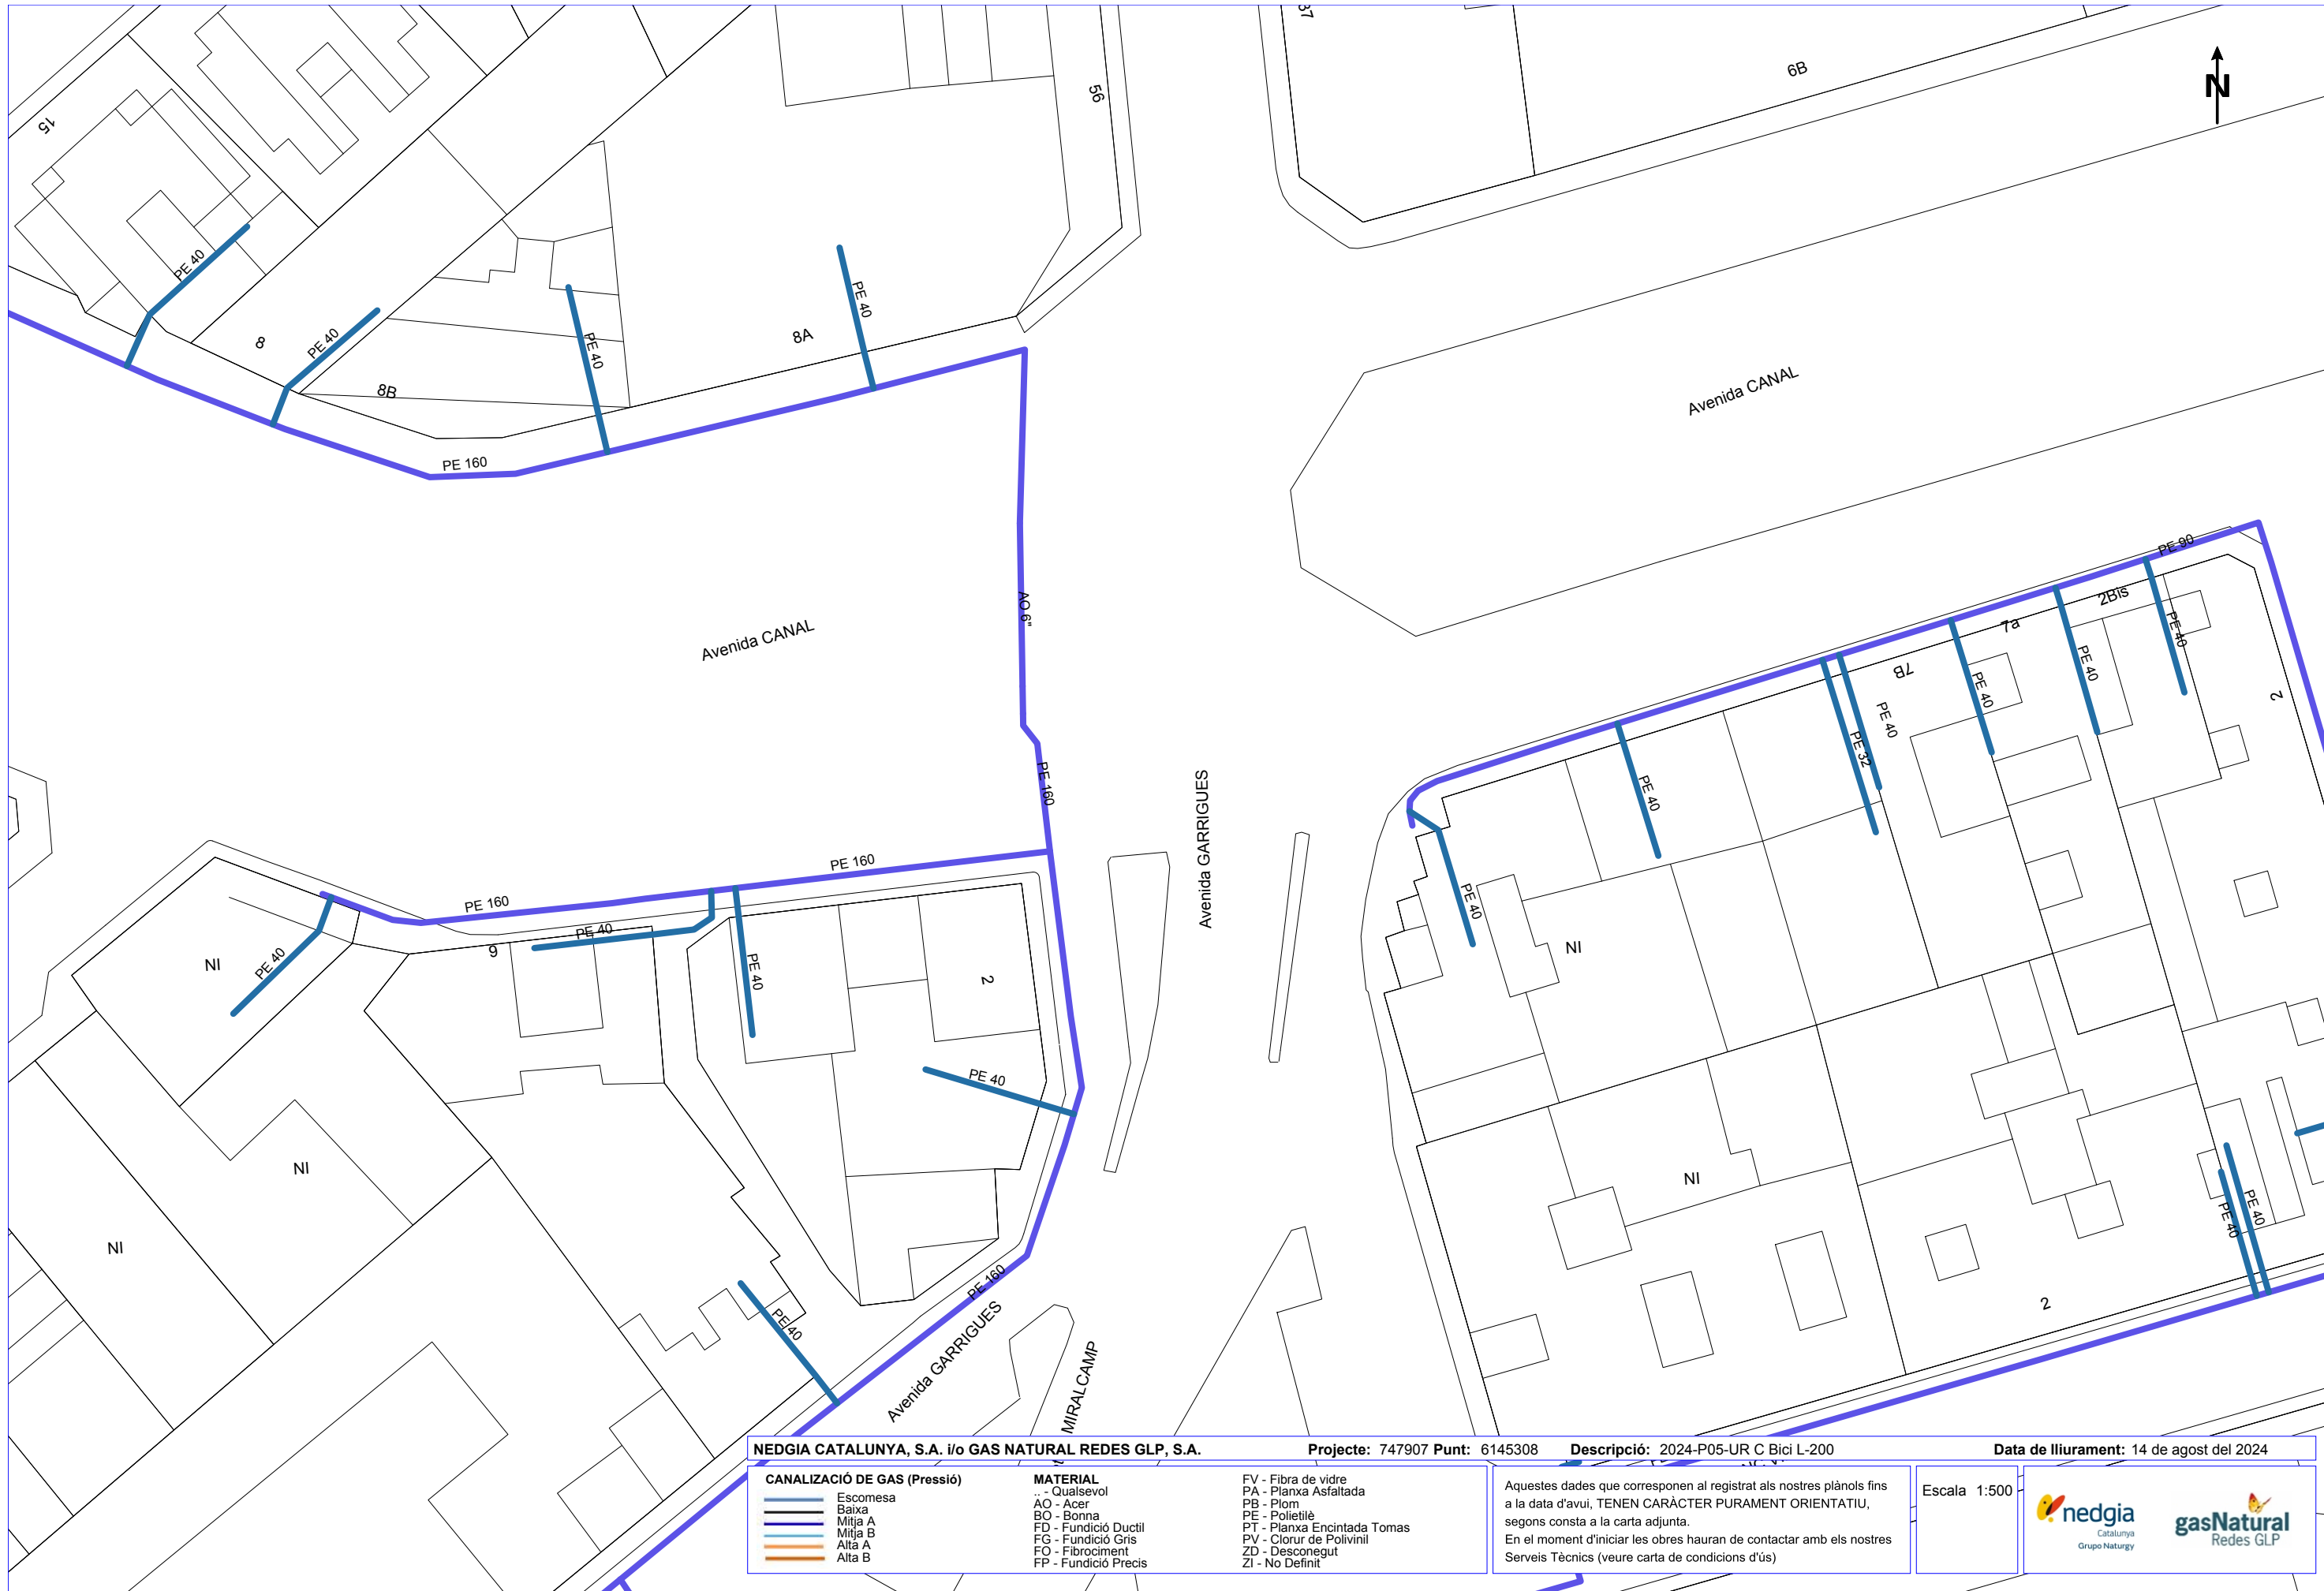 37
6B
56
15
N
PE 40
8
PE 40
PE 40
PE 40
8A
8B
PE 160
Avenida CANAL
Avenida CANAL
AO 6"
PE 160
PE 90
2Bis
7a
7B
PE 40
PE 40
PE 40
PE 40
PE 32
PE 40
2
Avenida GARRIGUES
PE 160
PE 160
PE 40
9
PE 40
PE 40
2
PE 40
NI
NI
NI
NI
NI
PE 40
PE 40
PE 160
PE 40
PE 40
2
Avenida GARRIGUES
MIRALCAMP
NEDGIA CATALUNYA, S.A. i/o GAS NATURAL REDES GLP, S.A. Projecte: 747907 Punt: 6145308 Descripció: 2024-P05-UR C Bici L-200 Data de lliurament: 14 de agost del 2024
CANALIZACIÓ DE GAS (Pressió)
Escomesa
Baixa
Mitja A
Mitja B
Alta A
Alta B
MATERIAL
.. - Qualsevol
AO - Acer
BO - Bonna
FD - Fundició Ductil
FG - Fundició Gris
FO - Fibrociment
FP - Fundició Precis
FV - Fibra de vidre
PA - Planxa Asfaltada
PB - Plom
PE - Polietilè
PT - Planxa Encintada Tomas
PV - Clorur de Polivinil
ZD - Desconegut
ZI - No Definit
Aquestes dades que corresponen al registrat als nostres plànols fins
a la data d'avui, TENEN CARÀCTER PURAMENT ORIENTATIU,
segons consta a la carta adjunta.
En el moment d'iniciar les obres hauran de contactar amb els nostres
Serveis Tècnics (veure carta de condicions d'ús)
Escala 1:500
nedgia
Catalunya
Grupo Naturgy
gasNatural
Redes GLP